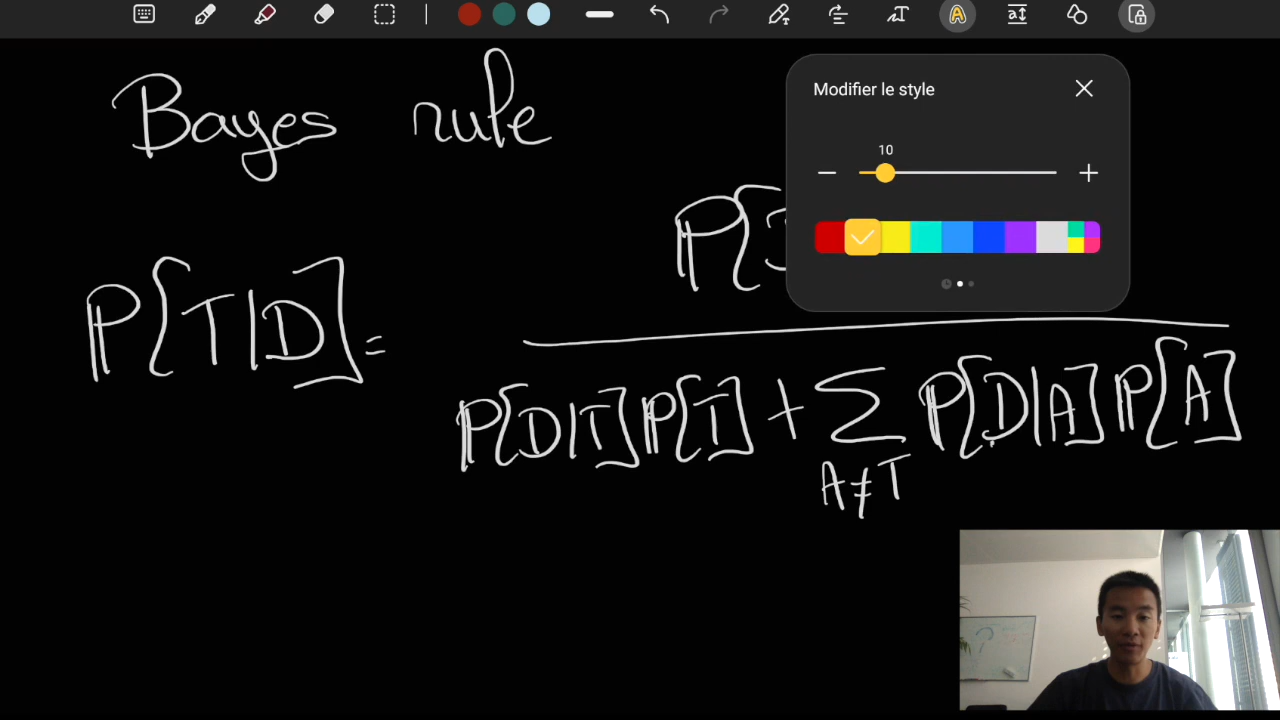 Bayes rule
Modifier le style
10
P[
P[T|D]=
P[D|T]P[T] + ∑ P[D|A]P[A]
A≠T